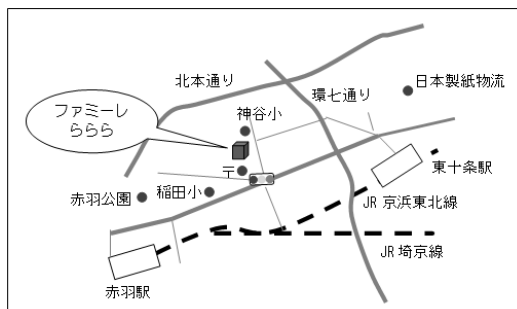 北本通り
環七通り
日本製紙物流
ファミーレ
ららら
神谷小
〒
東十条駅
赤羽公園
稲田小
JR 京浜東北線
JR 埼京線
赤羽駅